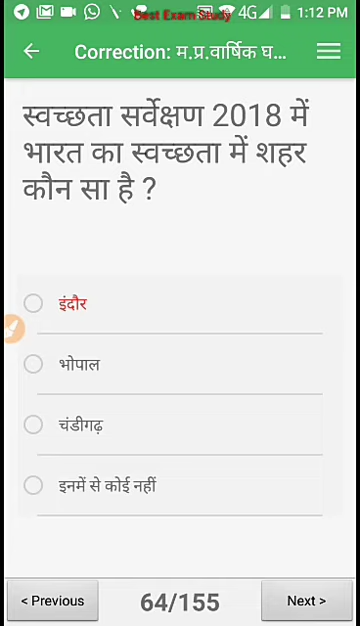 Best Exam Study 4G 1:12 PM
Correction: म.प्र.वार्षिक घ...
स्वच्छता सर्वेक्षण 2018 में
भारत का स्वच्छता में शहर
कौन सा है ?
इंदौर
भोपाल
चंडीगढ़
इनमें से कोई नहीं
< Previous 64/155 Next >